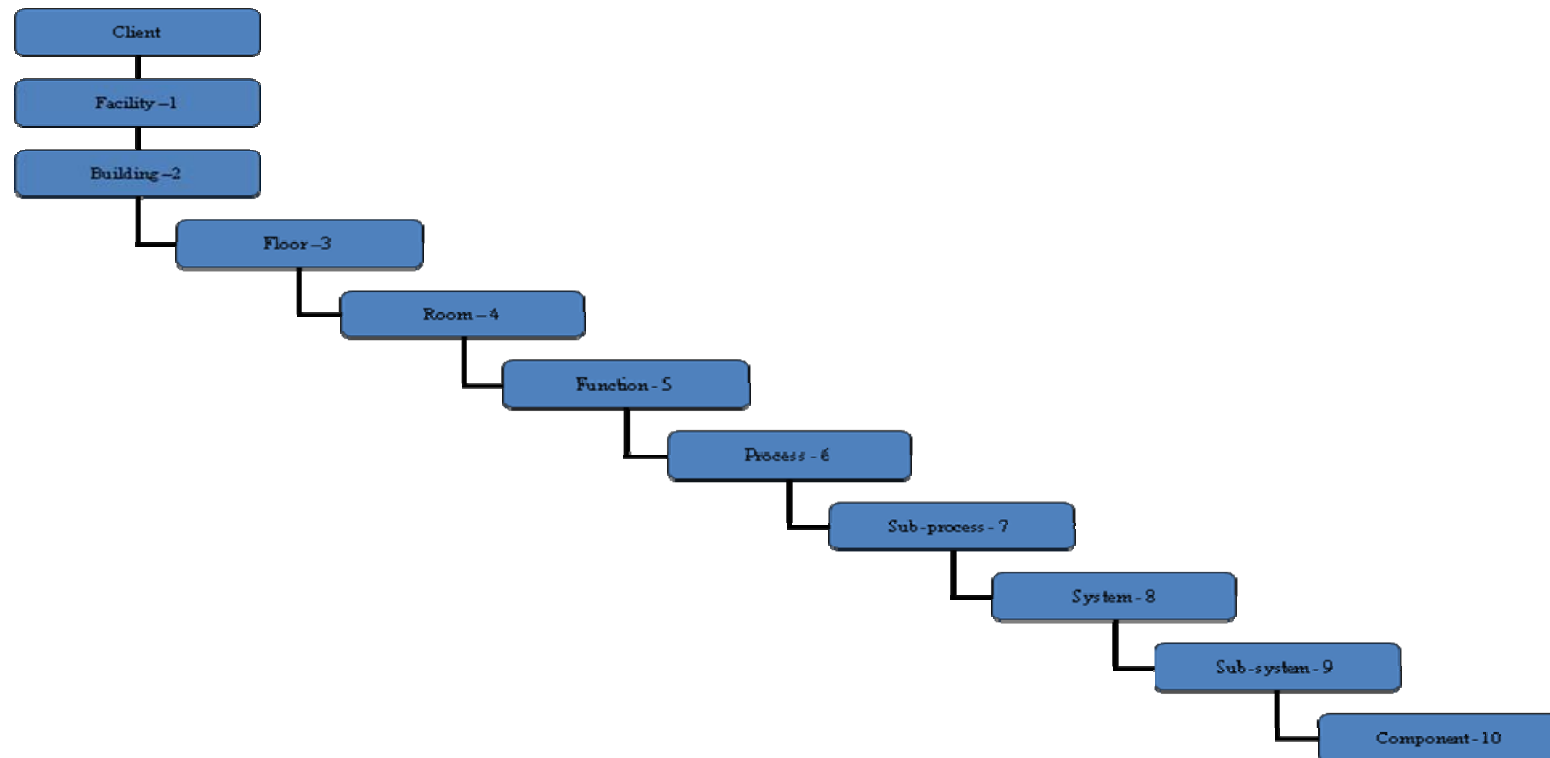 Client
Facility –1
Building –2
Floor –3
Room – 4
Function - 5
Process - 6
Sub-process - 7
System - 8
Sub-system - 9
Component - 10